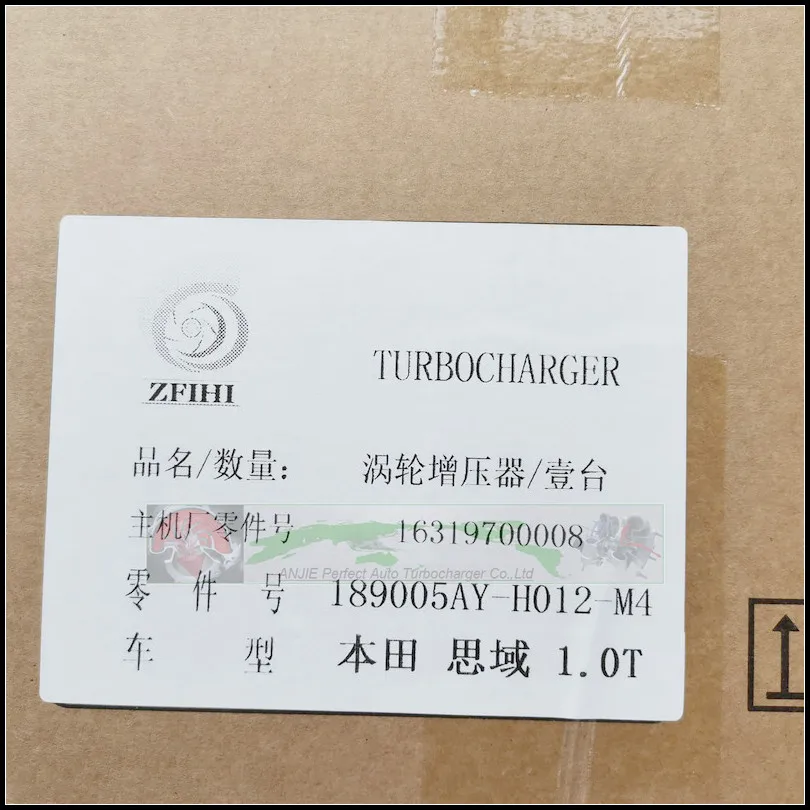 ZFIHI
TURBOCHARGER
品名/数量: 涡轮增压器/壹台
主机厂零件号 16319700008
ANJIE Perfect Auto Turbocharger Co.,Ltd
零件号 189005AY-H012-M4
车型 本田 思域 1.0T